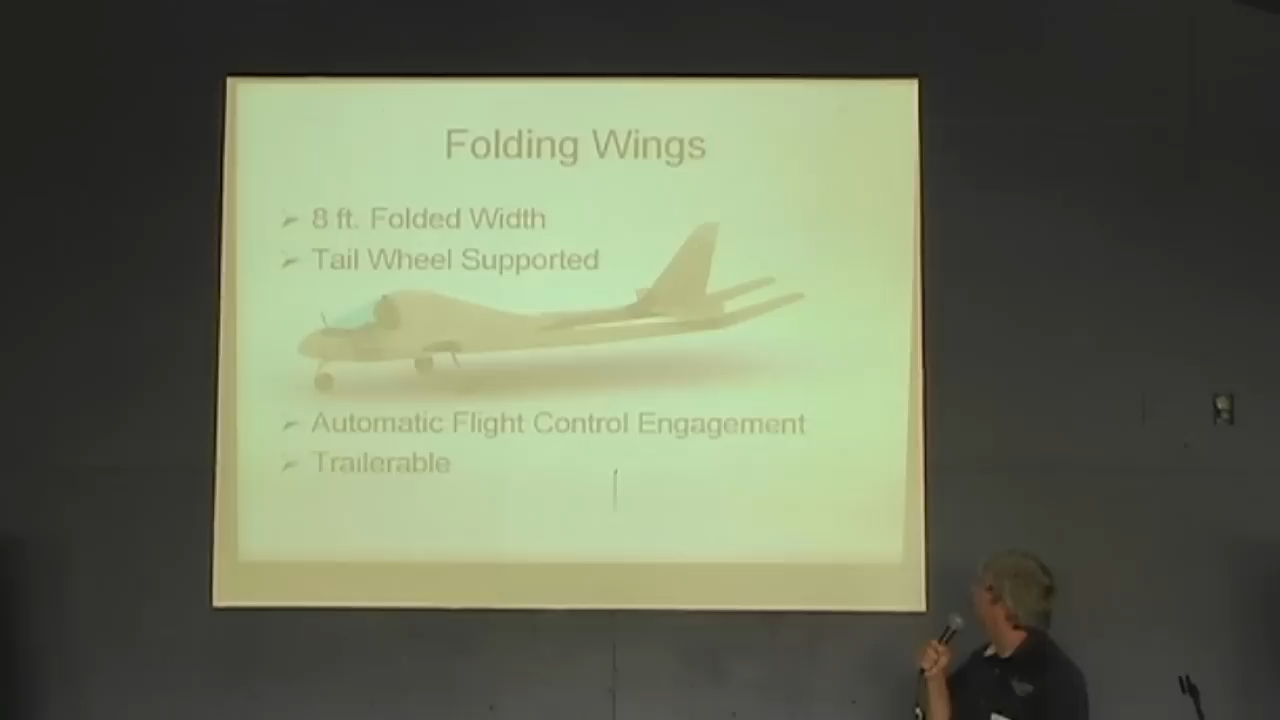 Folding Wings
8 ft. Folded Width
Tail Wheel Supported
Automatic Flight Control Engagement
Trailerable